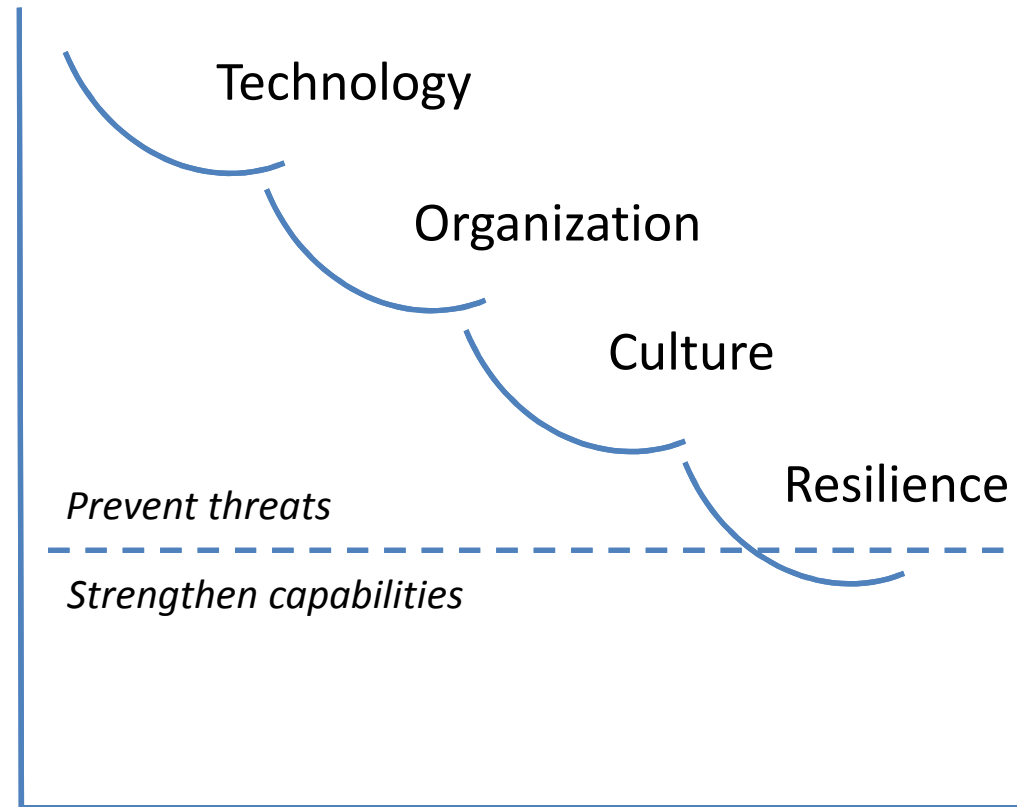 Technology
Organization
Culture
Resilience
Prevent threats
Strengthen capabilities